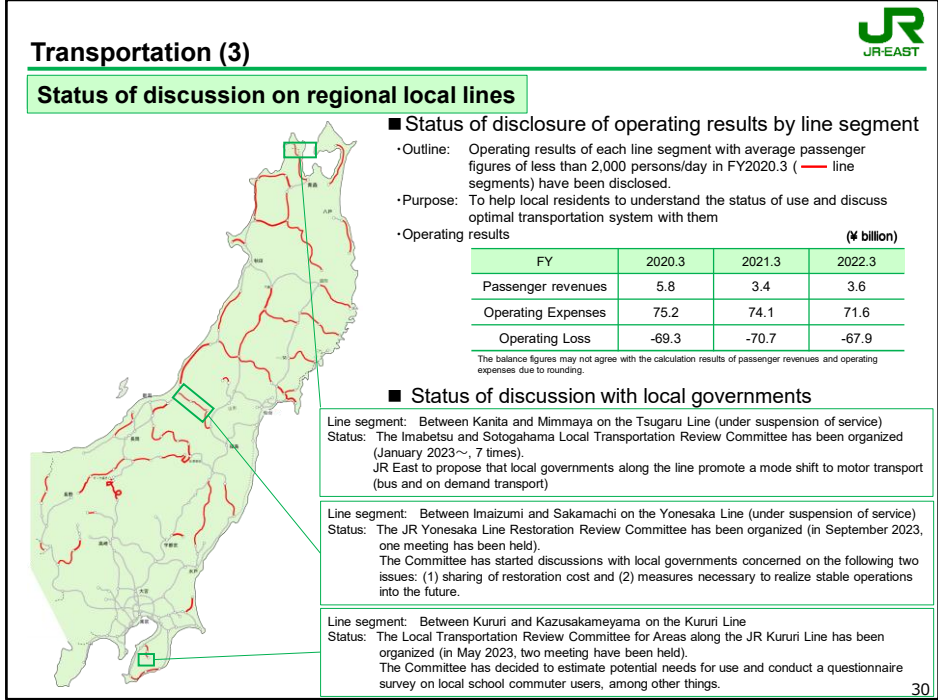 JR-EAST
Transportation (3)
Status of discussion on regional local lines
■ Status of disclosure of operating results by line segment
・Outline: Operating results of each line segment with average passenger
figures of less than 2,000 persons/day in FY2020.3 ( line
segments) have been disclosed.
・Purpose: To help local residents to understand the status of use and discuss
optimal transportation system with them
・Operating results
(¥ billion)
FY 2020.3 2021.3 2022.3
Passenger revenues 5.8 3.4 3.6
Operating Expenses 75.2 74.1 71.6
Operating Loss -69.3 -70.7 -67.9
The balance figures may not agree with the calculation results of passenger revenues and operating
expenses due to rounding.
■ Status of discussion with local governments
Line segment: Between Kanita and Mimmaya on the Tsugaru Line (under suspension of service)
Status: The Imabetsu and Sotogahama Local Transportation Review Committee has been organized
(January 2023～, 7 times).
JR East to propose that local governments along the line promote a mode shift to motor transport
(bus and on demand transport)
Line segment: Between Imaizumi and Sakamachi on the Yonesaka Line (under suspension of service)
Status: The JR Yonesaka Line Restoration Review Committee has been organized (in September 2023,
one meeting has been held).
The Committee has started discussions with local governments concerned on the following two
issues: (1) sharing of restoration cost and (2) measures necessary to realize stable operations
into the future.
Line segment: Between Kururi and Kazusakameyama on the Kururi Line
Status: The Local Transportation Review Committee for Areas along the JR Kururi Line has been
organized (in May 2023, two meeting have been held).
The Committee has decided to estimate potential needs for use and conduct a questionnaire
survey on local school commuter users, among other things.
30